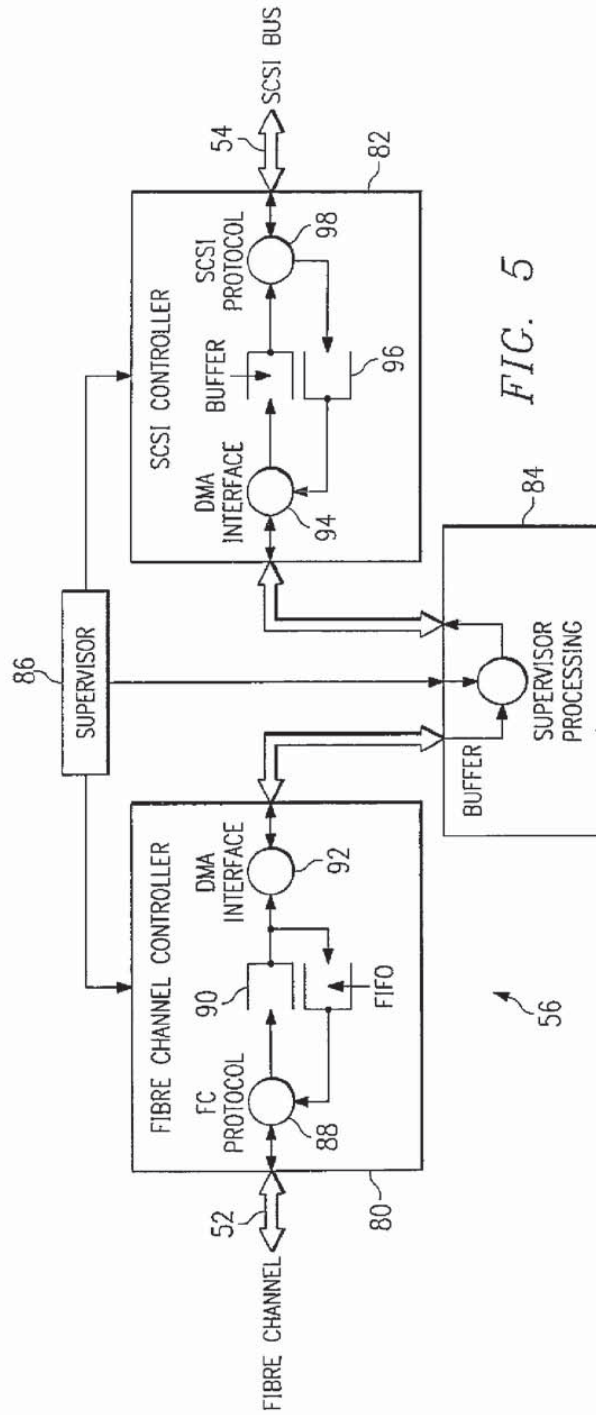 86
SUPERVISOR
FIBRE CHANNEL
52
80
FIBRE CHANNEL CONTROLLER
FC
PROTOCOL
88
90
FIFO
DMA
INTERFACE
92
SCSI CONTROLLER
DMA
INTERFACE
94
BUFFER
96
SCSI
PROTOCOL
98
82
54
SCSI BUS
56
BUFFER
SUPERVISOR
PROCESSING
84
FIG. 5